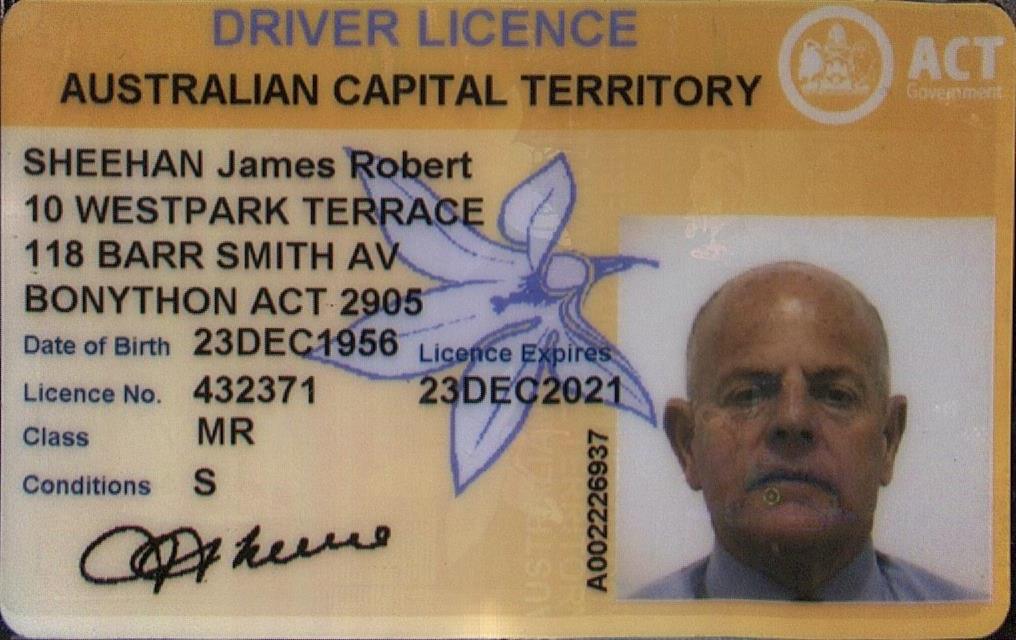 DRIVER LICENCE
AUSTRALIAN CAPITAL TERRITORY
ACT
Government
SHEEHAN James Robert
10 WESTPARK TERRACE
118 BARR SMITH AV
BONYTHON ACT 2905
Date of Birth 23DEC1956
Licence Expires
Licence No. 432371 23DEC2021
Class MR
Conditions S
A002226937